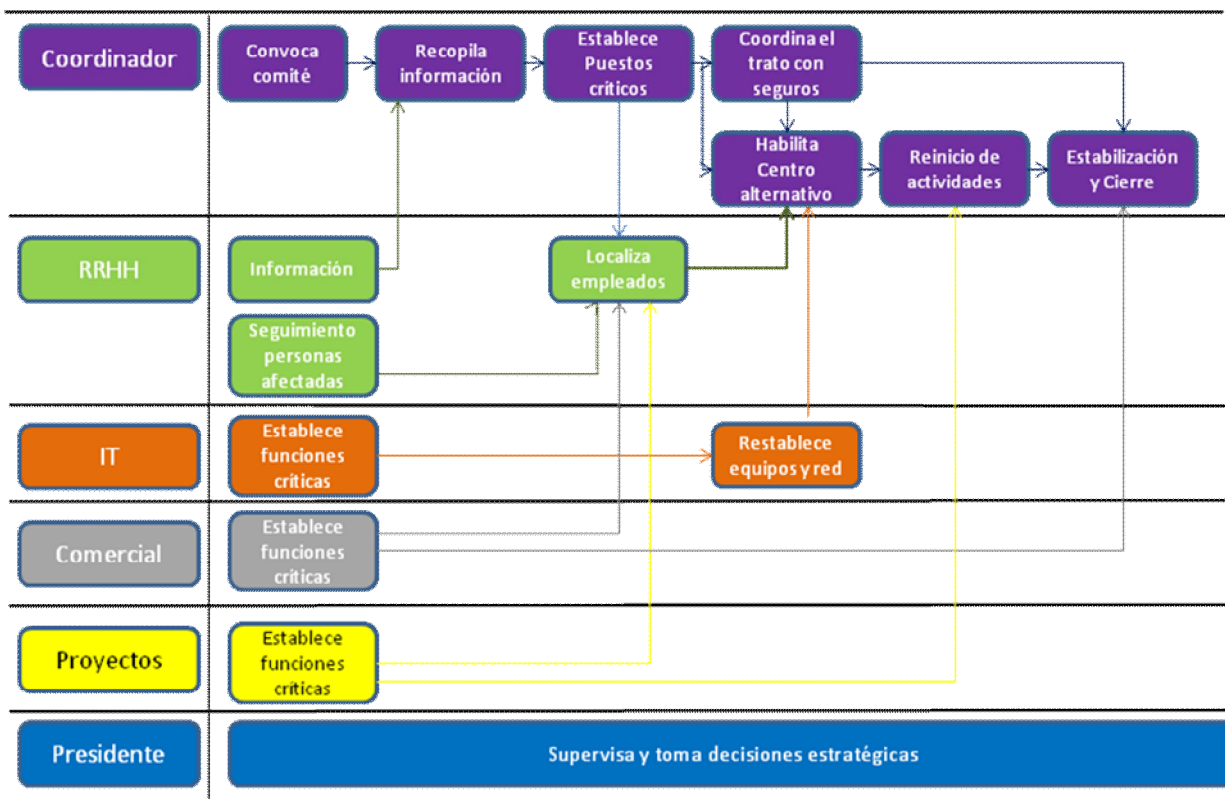 Coordinador
Convoca
comité
Recopila
información
Establece
Puestos
críticos
Coordina el
trato con
seguros
Habilita
Centro
alternativo
Reinicio de
actividades
Estabilización
y Cierre
RRHH
Información
Localiza
empleados
Seguimiento
personas
afectadas
IT
Establece
funciones
críticas
Restablece
equipos y red
Comercial
Establece
funciones
críticas
Proyectos
Establece
funciones
críticas
Presidente
Supervisa y toma decisiones estratégicas